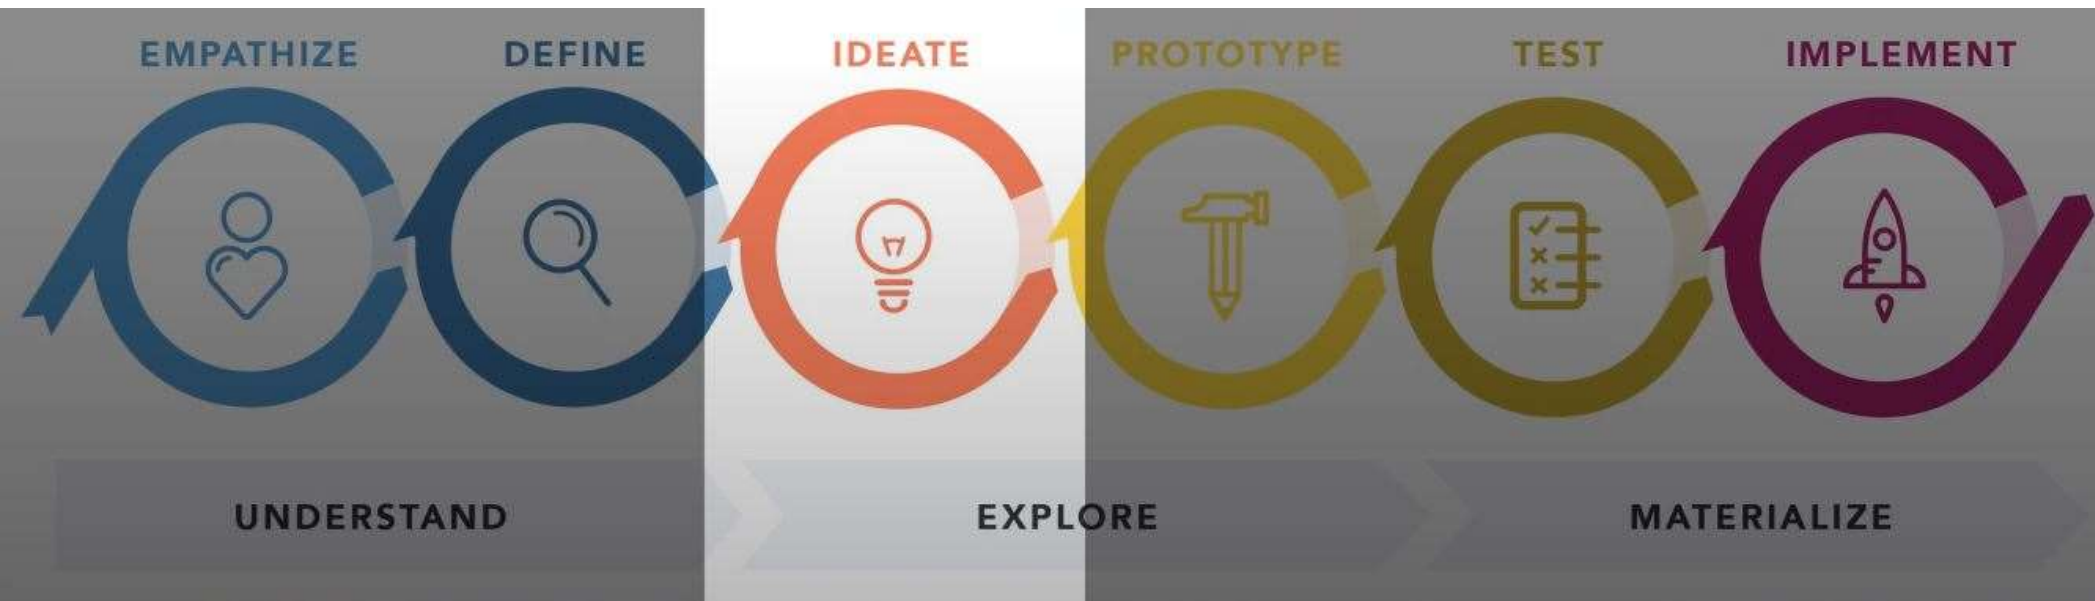 EMPATHIZE
DEFINE
IDEATE
PROTOTYPE
TEST
IMPLEMENT
UNDERSTAND
EXPLORE
MATERIALIZE